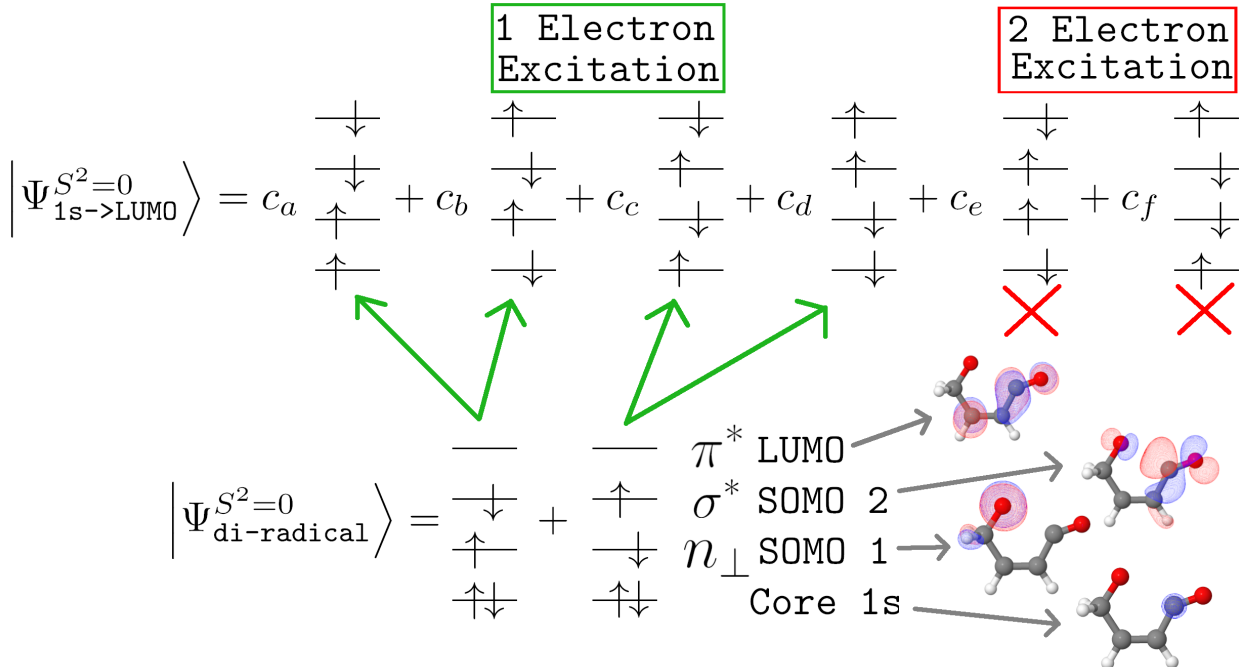 1 Electron
Excitation
2 Electron
Excitation
|Ψ^{S²=0}_{1s->LUMO}⟩ = c_a + c_b + c_c + c_d + c_e + c_f
π* LUMO
σ* SOMO 2
|Ψ^{S²=0}_{di-radical}⟩ = +
n_⊥ SOMO 1
Core 1s